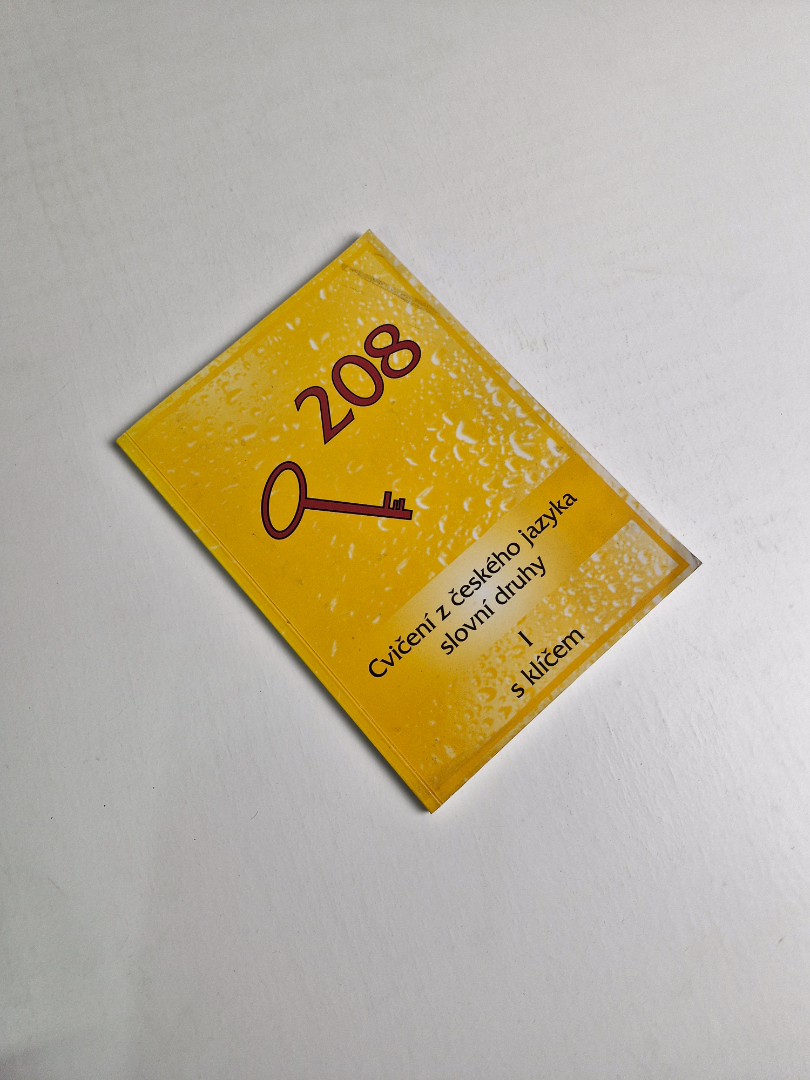 208
Cvičení z českého jazyka
slovní druhy
I
s klíčem